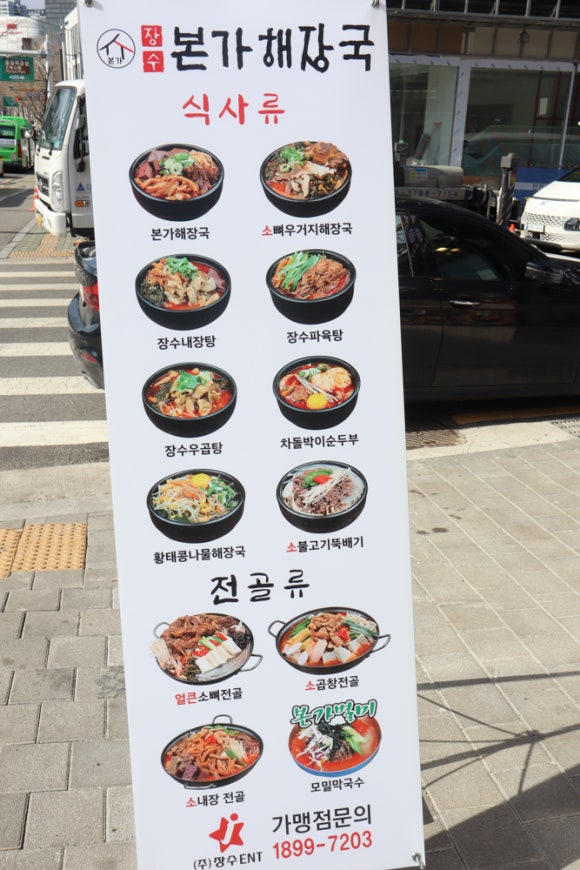 본가
장수 본가해장국
식사류
본가해장국
소뼈우거지해장국
장수내장탕
장수파육탕
장수우곱탕
차돌박이순두부
황태콩나물해장국
소불고기뚝배기
전골류
얼큰소뼈전골
소곱창전골
본가별미
소내장 전골
모밀막국수
가맹점문의
(주)장수ENT
1899-7203